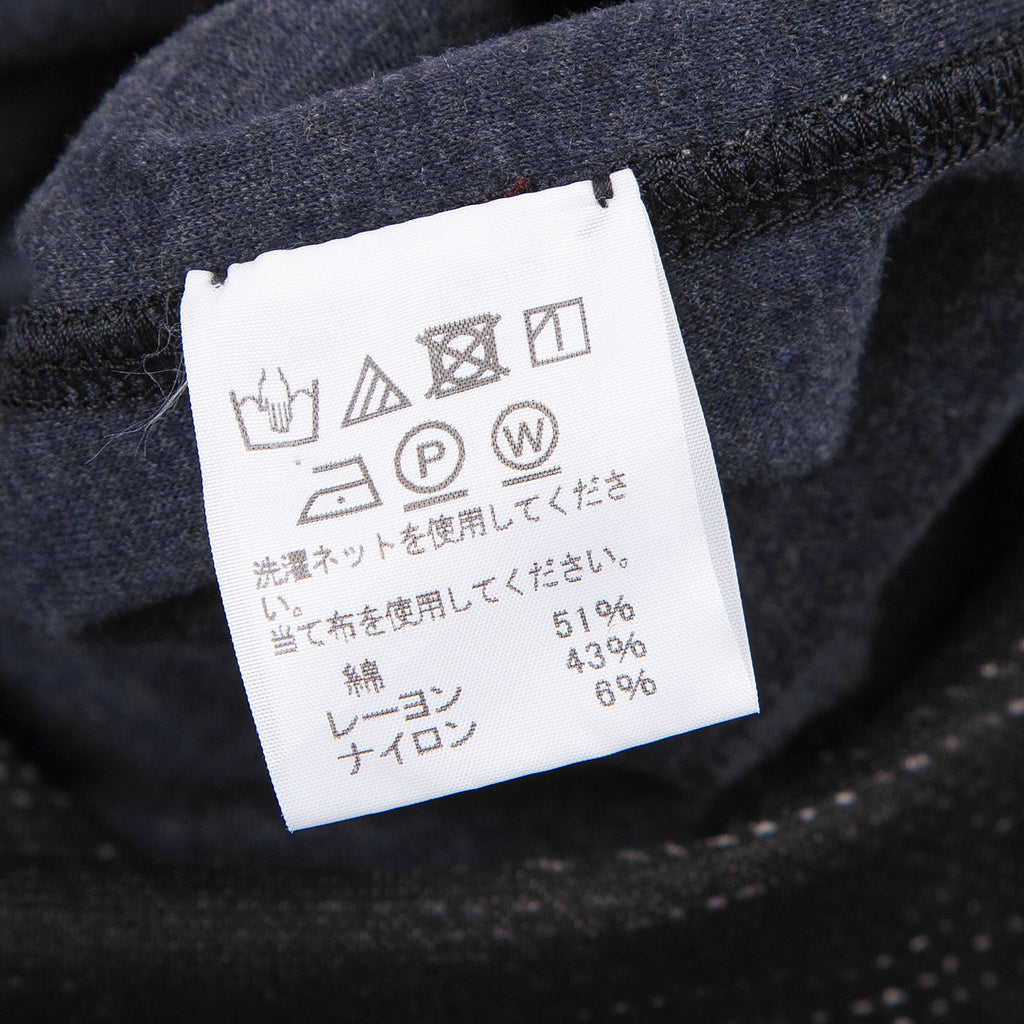 P W
洗濯ネットを使用してくださ
い。
当て布を使用してください。
綿 51%
レーヨン 43%
ナイロン 6%